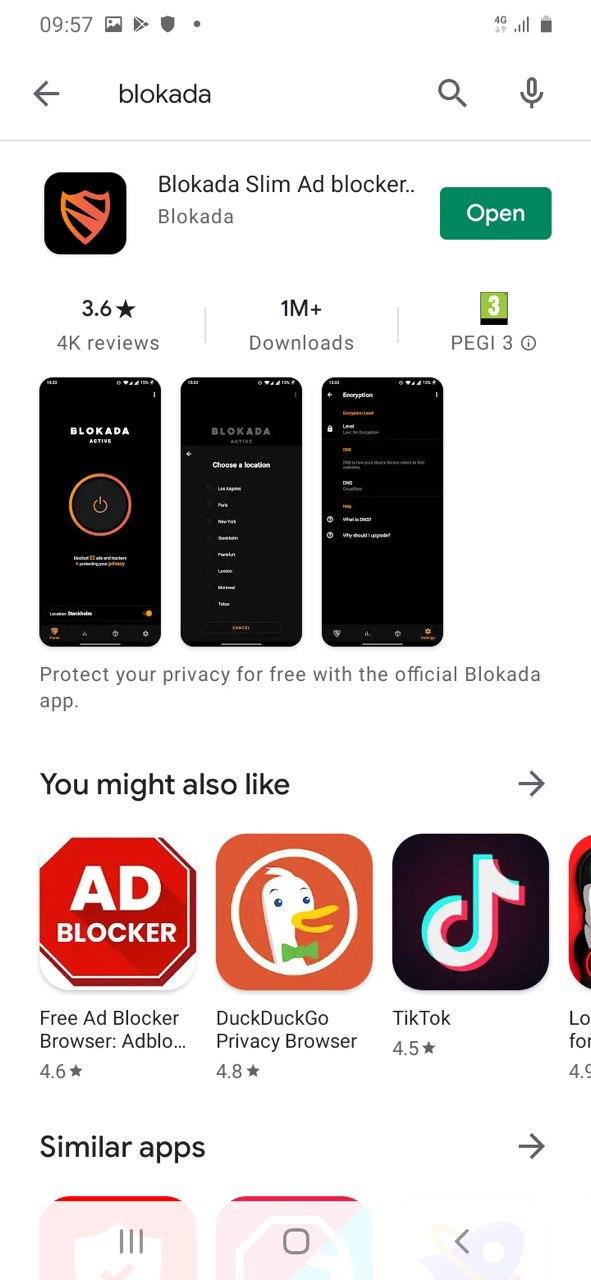 09:57
4G
blokada
Blokada Slim Ad blocker..
Blokada
Open
3.6★
4K reviews
1M+
Downloads
3
PEGI 3
BLOKADA
ACTIVE
blocked 22 ads and trackers
+ protecting your privacy
Location: Stockholm
Home
BLOKADA
ACTIVE
Choose a location
Los Angeles
Paris
New York
Stockholm
Frankfurt
London
Montreal
Tokyo
CANCEL
Encryption
Encryption Level
Level
Low: No Encryption
DNS
DNS is how your device knows where to find
websites.
DNS
Cloudflare
Help
What is DNS?
Why should I upgrade?
Settings
Protect your privacy for free with the official Blokada
app.
You might also like
AD
BLOCKER
Free Ad Blocker
Browser: Adblo...
4.6★
DuckDuckGo
Privacy Browser
4.8★
TikTok
4.5★
Lo
for
4.9
Similar apps